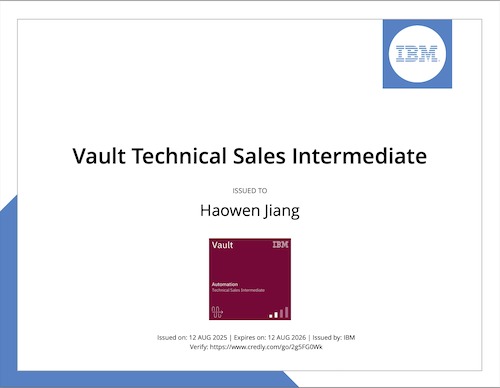 IBM
Vault Technical Sales Intermediate
ISSUED TO
Haowen Jiang
Vault IBM
Automation
Technical Sales Intermediate
Issued on: 12 AUG 2025 | Expires on: 12 AUG 2026 | Issued by: IBM
Verify: https://www.credly.com/go/2g5FG0Wk